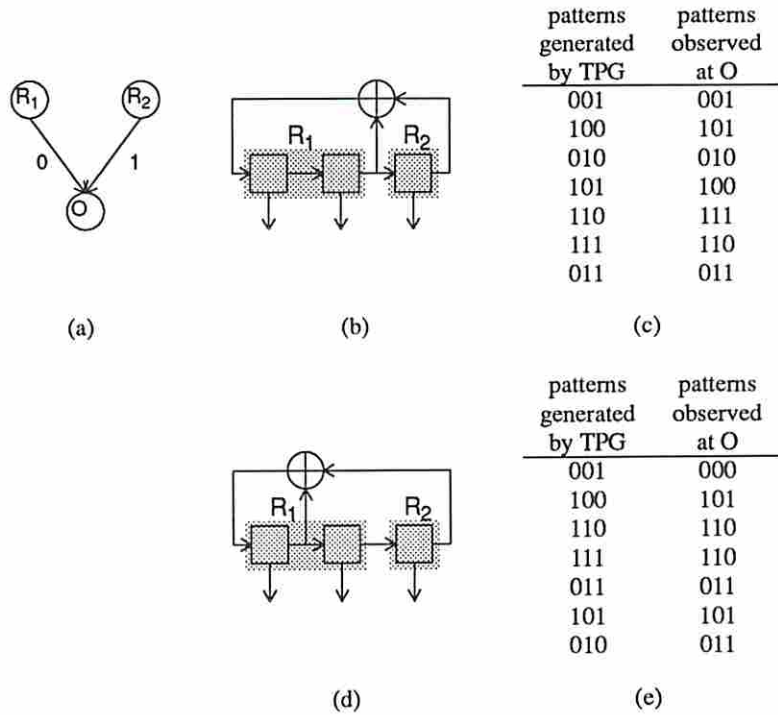 R1
R2
0
1
O
(a)
R1
R2
(b)
patterns generated by TPG
patterns observed at O
001 001
100 101
010 010
101 100
110 111
111 110
011 011
(c)
R1
R2
(d)
patterns generated by TPG
patterns observed at O
001 000
100 101
110 110
111 110
011 011
101 101
010 011
(e)